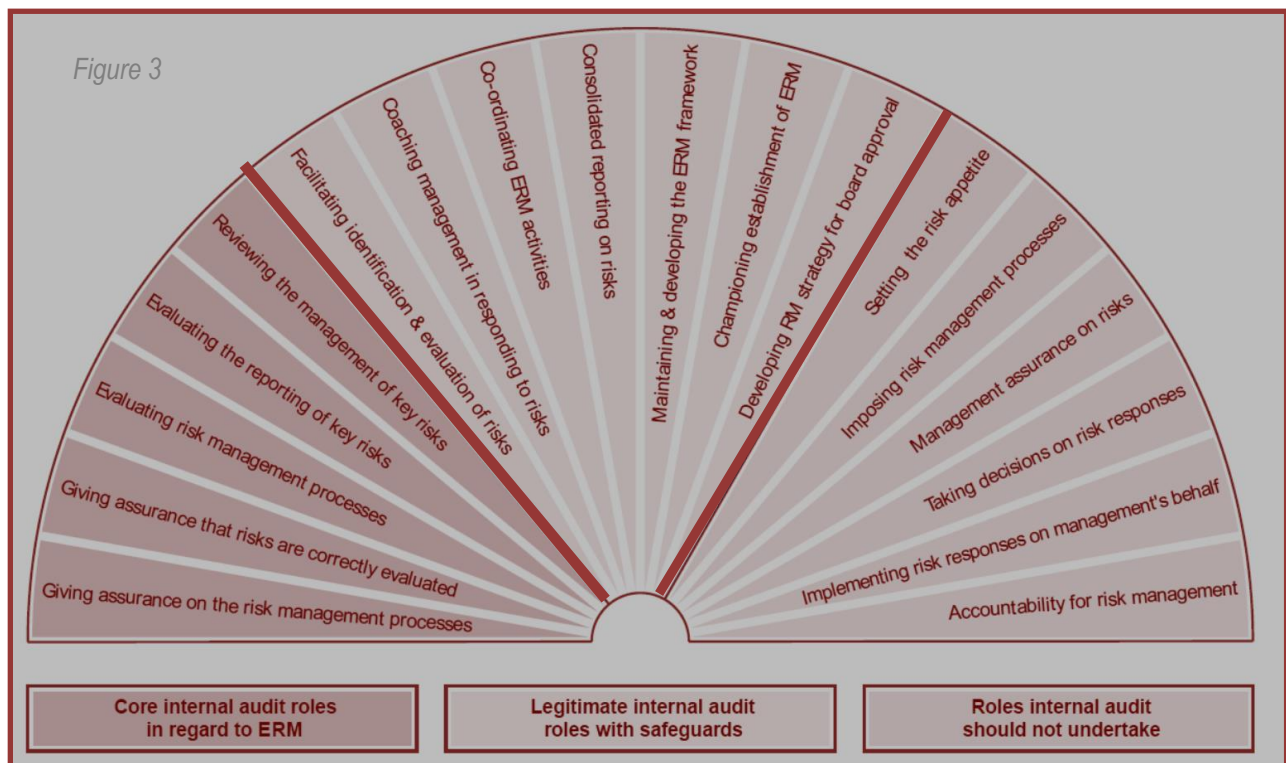 Figure 3
Giving assurance on the risk management processes
Giving assurance that risks are correctly evaluated
Evaluating risk management processes
Evaluating the reporting of key risks
Reviewing the management of key risks
Facilitating identification & evaluation of risks
Coaching management in responding to risks
Co-ordinating ERM activities
Consolidated reporting on risks
Maintaining & developing the ERM framework
Championing establishment of ERM
Developing RM strategy for board approval
Setting the risk appetite
Imposing risk management processes
Management assurance on risks
Taking decisions on risk responses
Implementing risk responses on management's behalf
Accountability for risk management
Core internal audit roles
in regard to ERM
Legitimate internal audit
roles with safeguards
Roles internal audit
should not undertake